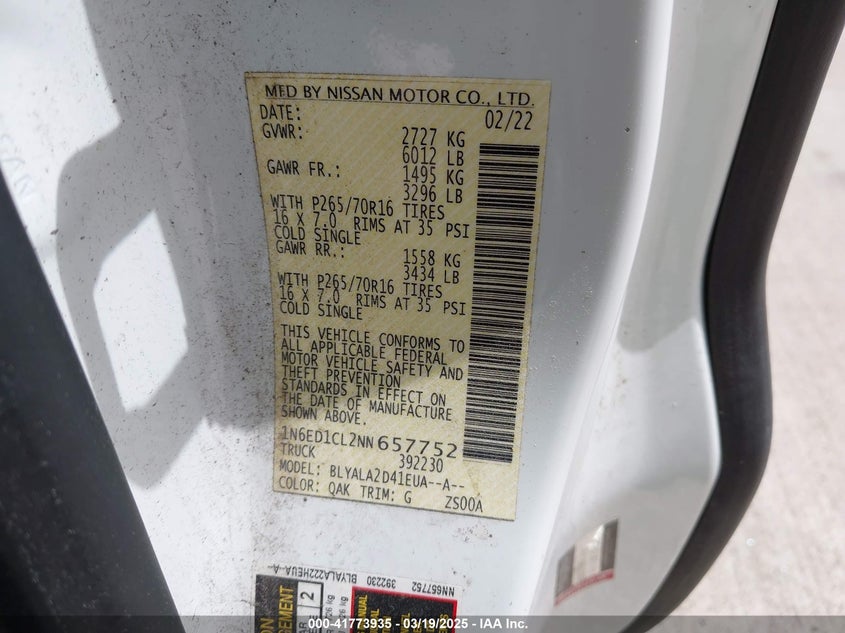 MFD BY NISSAN MOTOR CO., LTD.
DATE: 02/22
GVWR: 2727 KG
6012 LB
GAWR FR.: 1495 KG
3296 LB
WITH P265/70R16 TIRES
16 X 7.0 RIMS AT 35 PSI
COLD SINGLE
GAWR RR.: 1558 KG
3434 LB
WITH P265/70R16 TIRES
16 X 7.0 RIMS AT 35 PSI
COLD SINGLE
THIS VEHICLE CONFORMS TO
ALL APPLICABLE FEDERAL
MOTOR VEHICLE SAFETY AND
THEFT PREVENTION
STANDARDS IN EFFECT ON
THE DATE OF MANUFACTURE
SHOWN ABOVE.
1N6ED1CL2NN657752
TRUCK 392230
MODEL: BLYALA2D41EUA--A--
COLOR: QAK TRIM: G ZS00A
NN657752
392230 BLYALA222HEUA-A
2
000-41773935 - 03/19/2025 - IAA Inc.